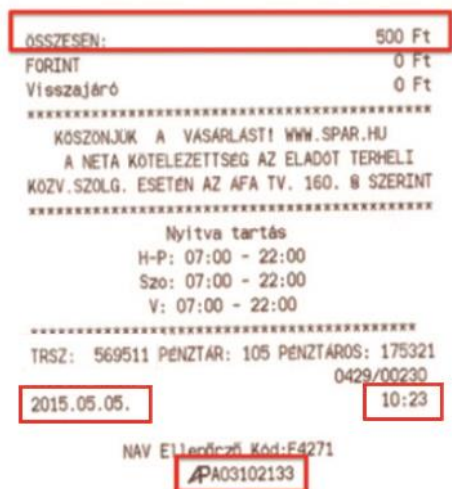 ÖSSZESEN: 500 Ft
FORINT 0 Ft
Visszajáró 0 Ft
******************************************
KÖSZÖNJÜK A VÁSÁRLÁST! WWW.SPAR.HU
A NETA KÖTELEZETTSÉG AZ ELADÓT TERHELI
KÖZV.SZOLG. ESETÉN AZ ÁFA TV. 160. § SZERINT
******************************************
Nyitva tartás
H-P: 07:00 - 22:00
Szo: 07:00 - 22:00
V: 07:00 - 22:00
******************************************
TRSZ: 569511 PÉNZTÁR: 105 PÉNZTÁROS: 175321
0429/00230
2015.05.05. 10:23
NAV Ellenőrző Kód:E4271
APA03102133